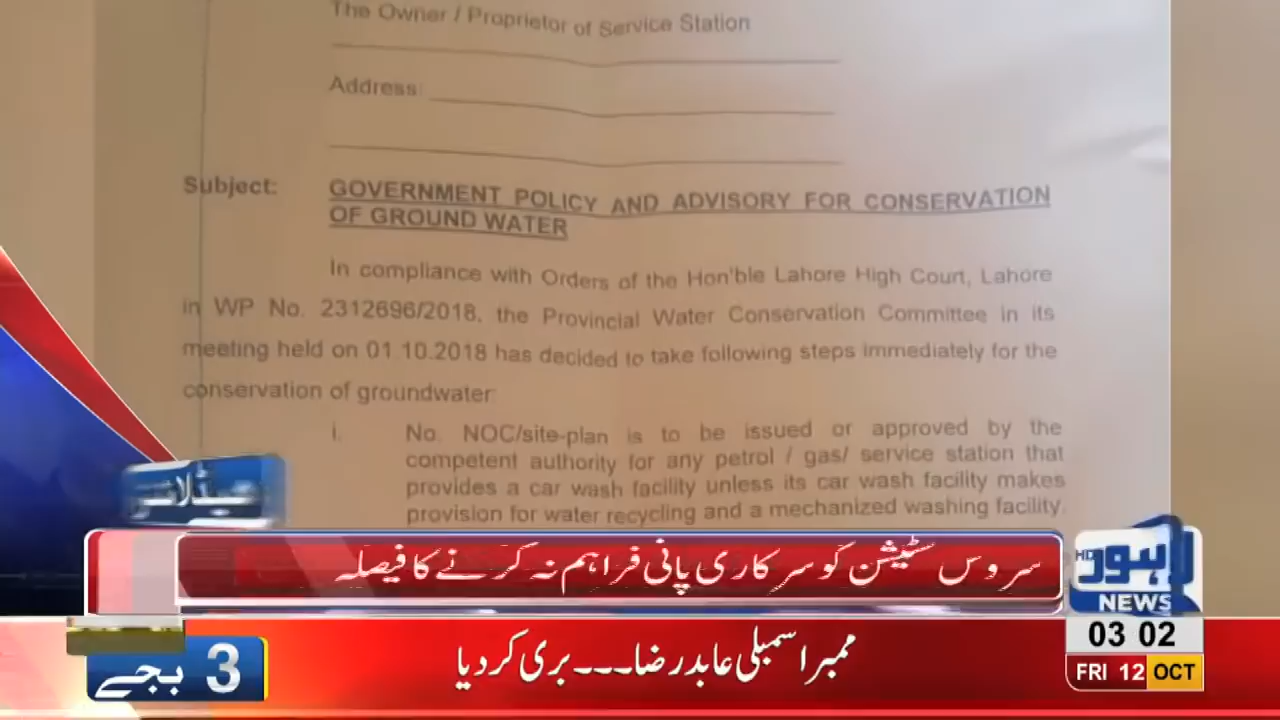 The Owner / Proprietor of Service Station
Address:
Subject: GOVERNMENT POLICY AND ADVISORY FOR CONSERVATION
OF GROUND WATER
In compliance with Orders of the Hon'ble Lahore High Court, Lahore
in WP No. 2312696/2018, the Provincial Water Conservation Committee in its
meeting held on 01.10.2018 has decided to take following steps immediately for the
conservation of groundwater:
i. No. NOC/site-plan is to be issued or approved by the
competent authority for any petrol / gas/ service station that
provides a car wash facility unless its car wash facility makes
provision for water recycling and a mechanized washing facility.
ہیڈلائنز
سروس سٹیشن کو سرکاری پانی فراہم نہ کرنے کا فیصلہ
لاہور HD
NEWS
03 02
ممبر اسمبلی عابد رضا۔۔۔ بری کر دیا
3 بجے
FRI 12 OCT